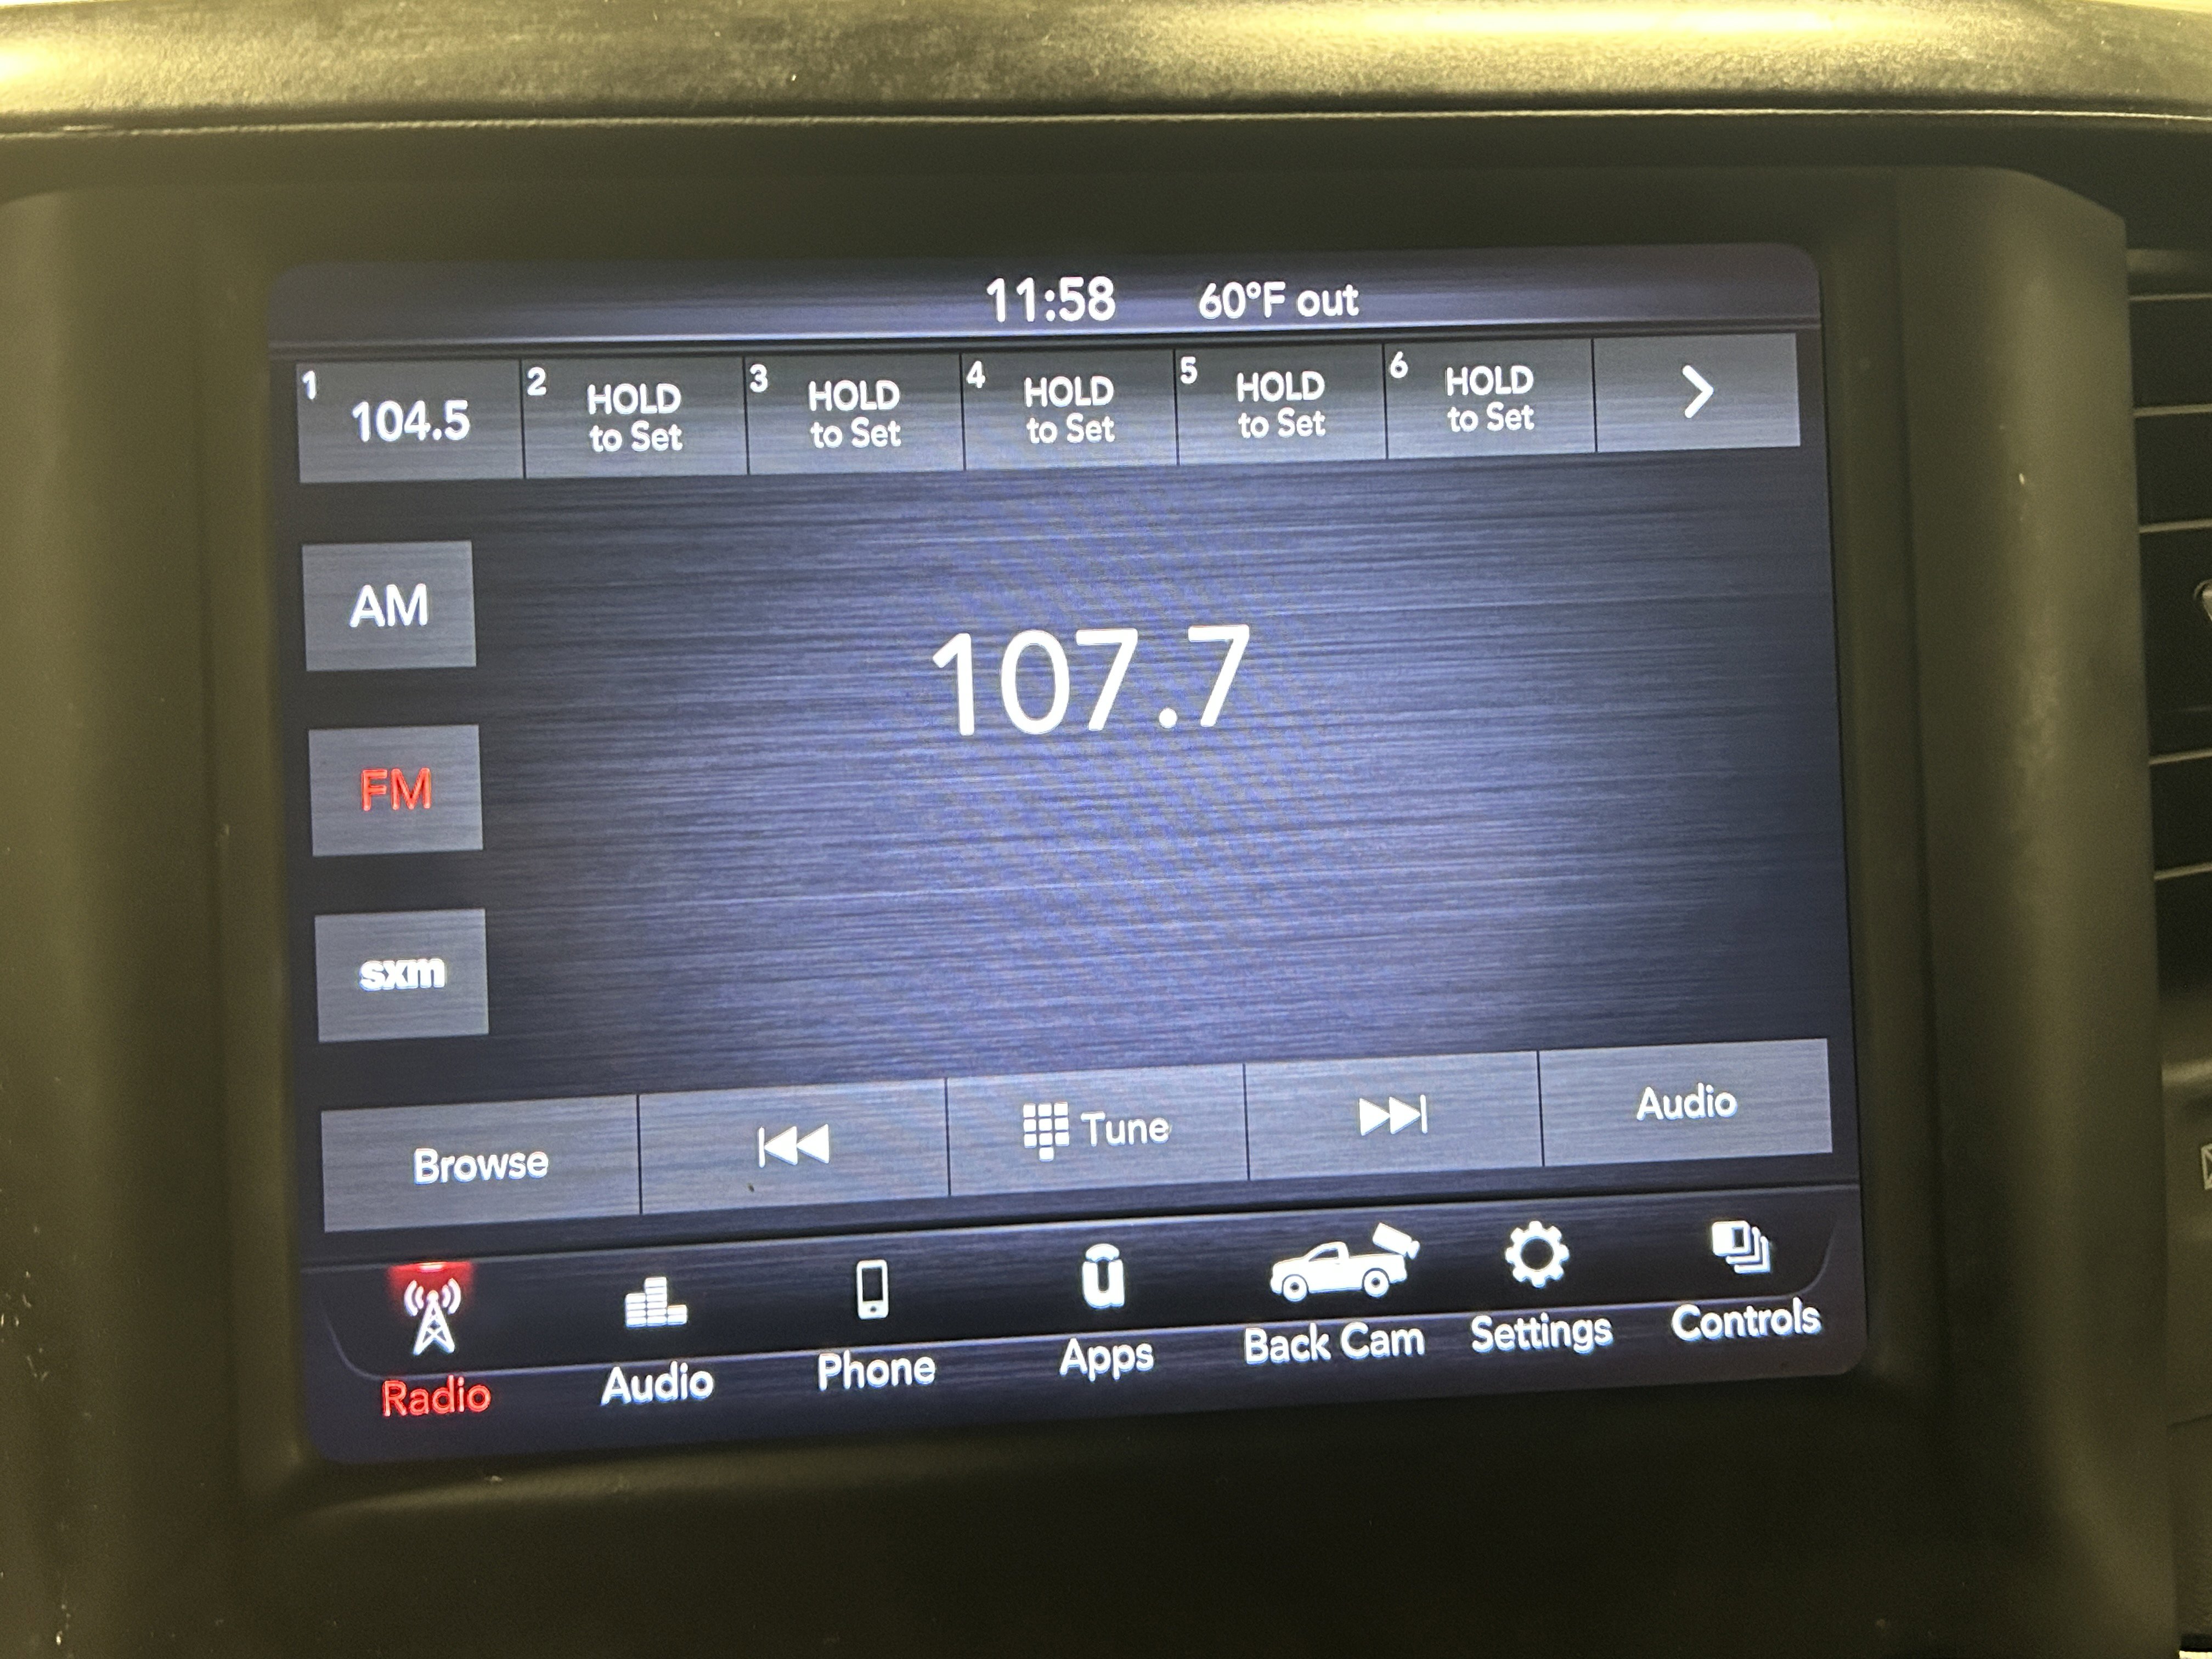 11:58 60°F out
1 104.5 2 HOLD to Set 3 HOLD to Set 4 HOLD to Set 5 HOLD to Set 6 HOLD to Set
AM
107.7
FM
sxm
Browse Tune Audio
Radio Audio Phone Apps Back Cam Settings Controls